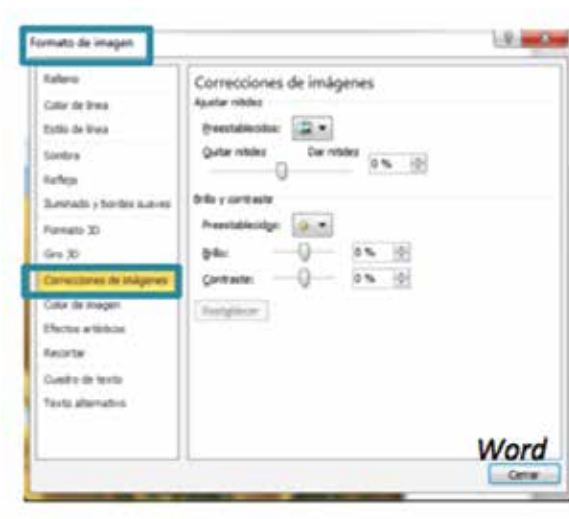 Formato de imagen
Relleno
Color de línea
Estilo de línea
Sombra
Reflejo
Iluminado y bordes suaves
Formato 3D
Giro 3D
Correcciones de imágenes
Color de imagen
Efectos artísticos
Recortar
Cuadro de texto
Texto alternativo
Correcciones de imágenes
Ajustar nitidez
Preestablecidos:
Quitar nitidez Dar nitidez
0 %
Brillo y contraste
Preestablecidos:
Brillo: 0 %
Contraste: 0 %
Restablecer
Word
Cerrar